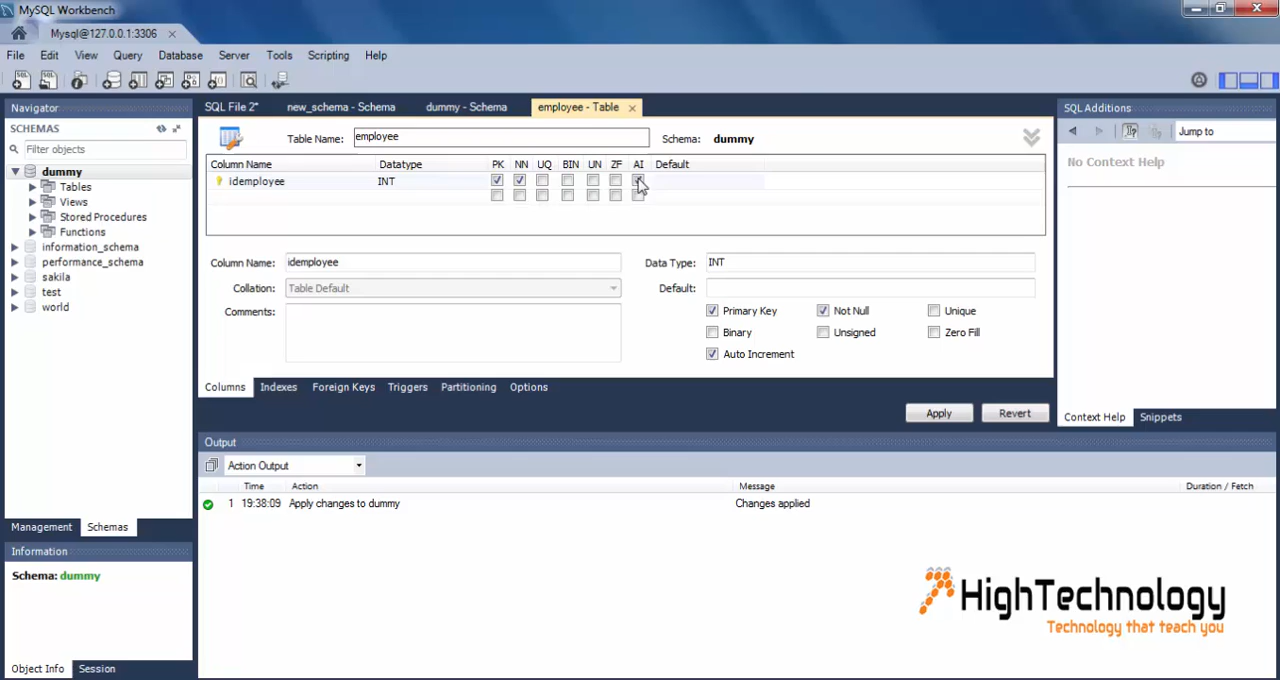 MySQL Workbench
Mysql@127.0.0.1:3306
File Edit View Query Database Server Tools Scripting Help
Navigator
SCHEMAS
Filter objects
dummy
Tables
Views
Stored Procedures
Functions
information_schema
performance_schema
sakila
test
world
Management Schemas
Information
Schema: dummy
Object Info Session
SQL File 2* new_schema - Schema dummy - Schema employee - Table
Table Name: employee Schema: dummy
Column Name Datatype PK NN UQ BIN UN ZF AI Default
idemployee INT
Column Name: idemployee Data Type: INT
Collation: Table Default Default:
Comments: Primary Key Not Null Unique
Binary Unsigned Zero Fill
Auto Increment
Columns Indexes Foreign Keys Triggers Partitioning Options
Apply Revert
Output
Action Output
Time Action Message Duration / Fetch
1 19:38:09 Apply changes to dummy Changes applied
SQL Additions
Jump to
No Context Help
Context Help Snippets
HighTechnology
Technology that teach you